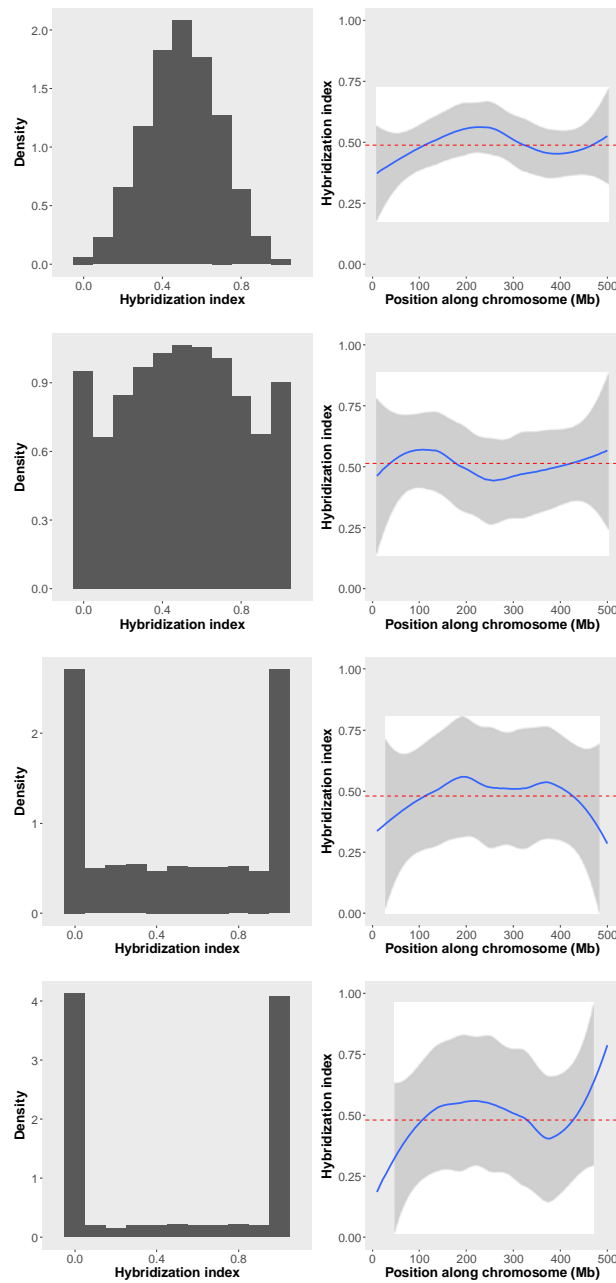 2.0
1.5
1.0
0.5
0.0
Density
0.0 0.4 0.8
Hybridization index
1.00
0.75
0.50
0.25
0.00
Hybridization index
0 100 200 300 400 500
Position along chromosome (Mb)
0.9
0.6
0.3
0.0
Density
0.0 0.4 0.8
Hybridization index
1.00
0.75
0.50
0.25
0.00
Hybridization index
0 100 200 300 400 500
Position along chromosome (Mb)
2
1
0
Density
0.0 0.4 0.8
Hybridization index
1.00
0.75
0.50
0.25
0.00
Hybridization index
0 100 200 300 400 500
Position along chromosome (Mb)
4
3
2
1
0
Density
0.0 0.4 0.8
Hybridization index
1.00
0.75
0.50
0.25
0.00
Hybridization index
0 100 200 300 400 500
Position along chromosome (Mb)